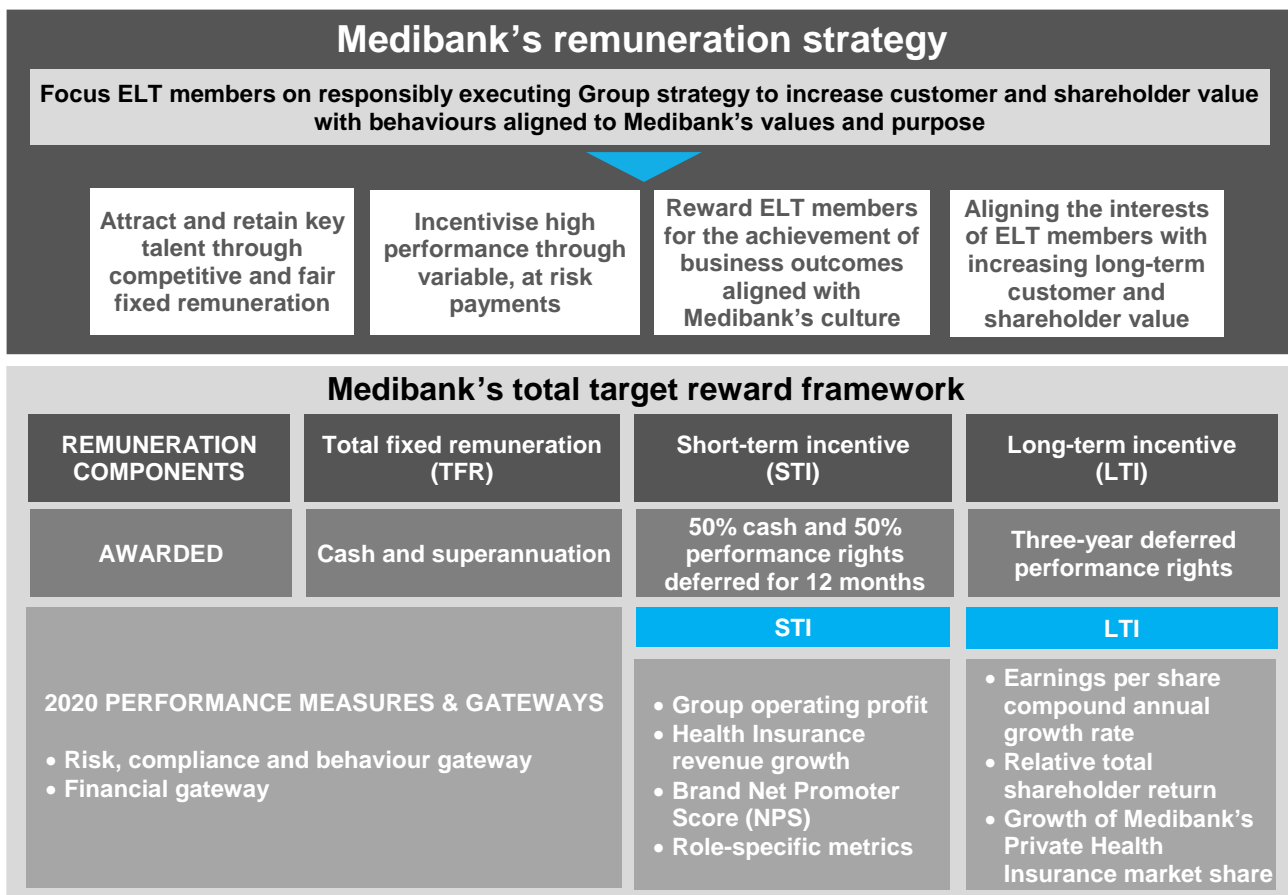 Medibank’s remuneration strategy
Focus ELT members on responsibly executing Group strategy to increase customer and shareholder value
with behaviours aligned to Medibank’s values and purpose
Attract and retain key
talent through
competitive and fair
fixed remuneration
Incentivise high
performance through
variable, at risk
payments
Reward ELT members
for the achievement of
business outcomes
aligned with
Medibank’s culture
Aligning the interests
of ELT members with
increasing long-term
customer and
shareholder value
Medibank’s total target reward framework
REMUNERATION
COMPONENTS
Total fixed remuneration
(TFR)
Short-term incentive
(STI)
Long-term incentive
(LTI)
AWARDED
Cash and superannuation
50% cash and 50%
performance rights
deferred for 12 months
Three-year deferred
performance rights
2020 PERFORMANCE MEASURES & GATEWAYS
• Risk, compliance and behaviour gateway
• Financial gateway
STI
• Group operating profit
• Health Insurance
revenue growth
• Brand Net Promoter
Score (NPS)
• Role-specific metrics
LTI
• Earnings per share
compound annual
growth rate
• Relative total
shareholder return
• Growth of Medibank’s
Private Health
Insurance market share